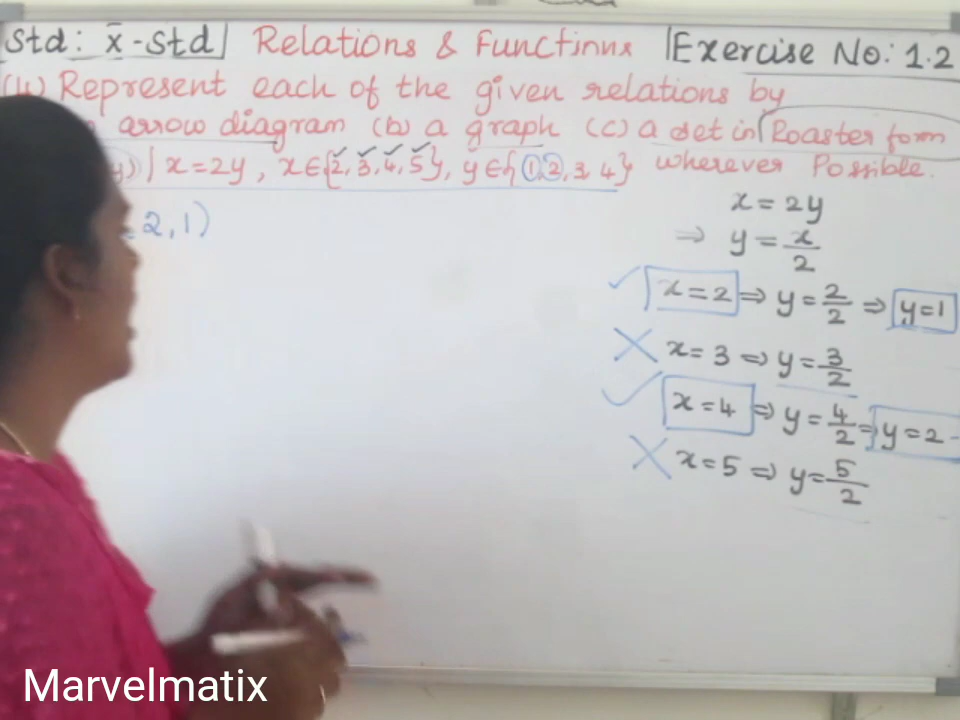 Std: x̄-Std Relations & Functions Exercise No: 1.2
Represent each of the given relations by
arrow diagram (b) a graph (c) a set in Roaster form
y) | x=2y, x∈{2, 3, 4, 5}, y∈{1, 2, 3, 4} wherever Possible.
2, 1)
x = 2y
⇒ y = x/2
✓ x=2 ⇒ y = 2/2 ⇒ y=1
✗ x=3 ⇒ y = 3/2
✓ x=4 ⇒ y = 4/2 ⇒ y=2
✗ x=5 ⇒ y = 5/2
Marvelmatix